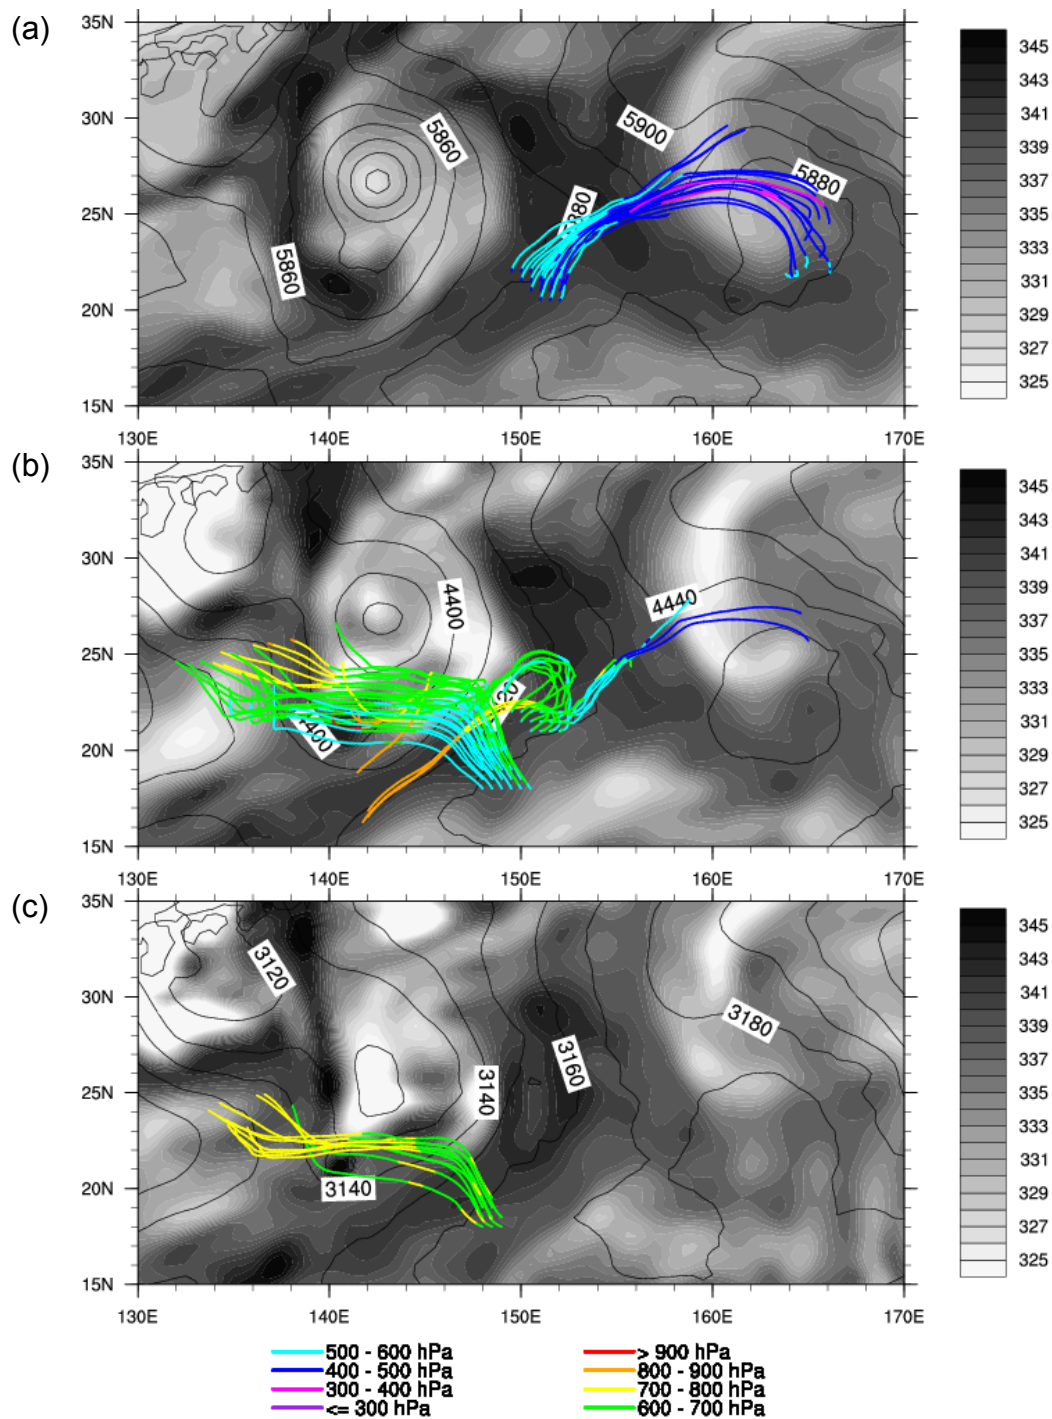 (a)
35N
30N
25N
20N
15N
130E 140E 150E 160E 170E
5860
5900
5880
5860
345
343
341
339
337
335
333
331
329
327
325
(b)
35N
30N
25N
20N
15N
130E 140E 150E 160E 170E
4400
4440
345
343
341
339
337
335
333
331
329
327
325
(c)
35N
30N
25N
20N
15N
130E 140E 150E 160E 170E
3120
3180
3160
3140
3140
345
343
341
339
337
335
333
331
329
327
325
500 - 600 hPa
400 - 500 hPa
300 - 400 hPa
<= 300 hPa
> 900 hPa
800 - 900 hPa
700 - 800 hPa
600 - 700 hPa